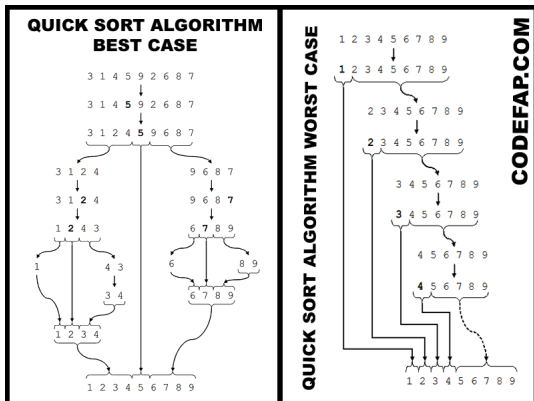 QUICK SORT ALGORITHM
BEST CASE
3 1 4 5 9 2 6 8 7
3 1 4 5 9 2 6 8 7
3 1 2 4 5 9 6 8 7
3 1 2 4
9 6 8 7
3 1 2 4
9 6 8 7
1 2 4 3
6 7 8 9
1
4 3
6
8 9
3 4
6 7 8 9
1 2 3 4
1 2 3 4 5 6 7 8 9
QUICK SORT ALGORITHM WORST CASE
1 2 3 4 5 6 7 8 9
1 2 3 4 5 6 7 8 9
2 3 4 5 6 7 8 9
2 3 4 5 6 7 8 9
3 4 5 6 7 8 9
3 4 5 6 7 8 9
4 5 6 7 8 9
4 5 6 7 8 9
1 2 3 4 5 6 7 8 9
CODEFAP.COM